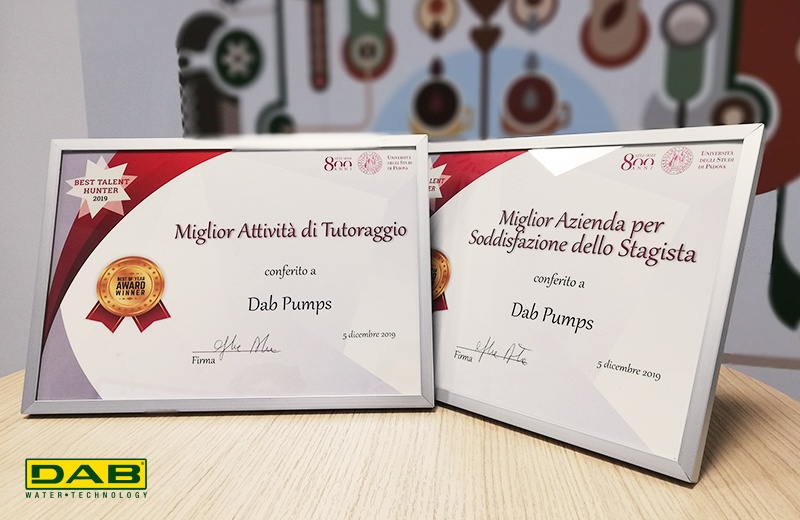 BEST TALENT
HUNTER
2019
800
1222-2022
ANNI
UNIVERSITÀ
DEGLI STUDI
DI PADOVA
Miglior Attività di Tutoraggio
BEST OF YEAR
AWARD
WINNER
conferito a
Dab Pumps
Firma
5 dicembre 2019
800
ANNI
UNIVERSITÀ
DEGLI STUDI
DI PADOVA
Miglior Azienda per
Soddisfazione dello Stagista
conferito a
Dab Pumps
Firma
5 dicembre 2019
DAB
WATER•TECHNOLOGY